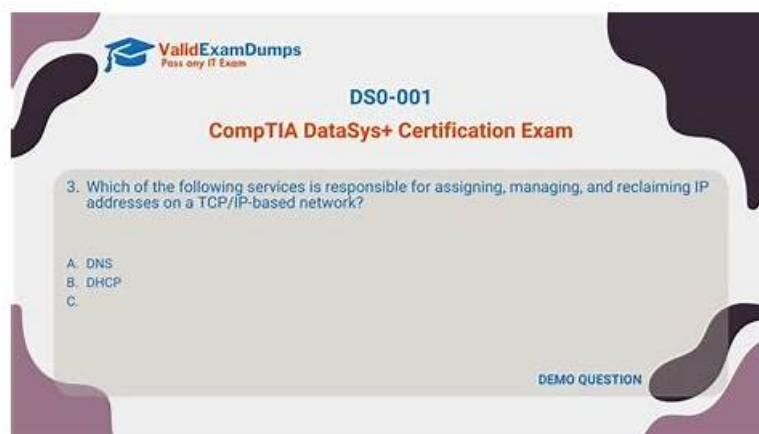 ValidExamDumps
Pass any IT Exam
DS0-001
CompTIA DataSys+ Certification Exam
3. Which of the following services is responsible for assigning, managing, and reclaiming IP
addresses on a TCP/IP-based network?
A. DNS
B. DHCP
C.
DEMO QUESTION